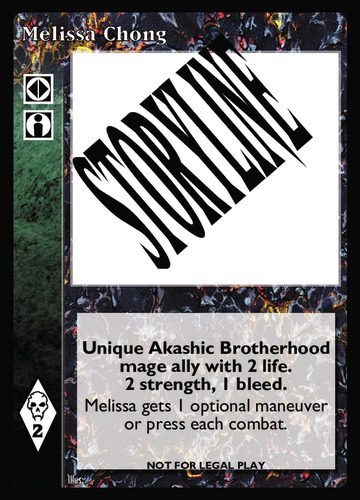 Melissa Chong
STORYLINE
Unique Akashic Brotherhood
mage ally with 2 life.
2 strength, 1 bleed.
Melissa gets 1 optional maneuver
or press each combat.
2
NOT FOR LEGAL PLAY
Illus: